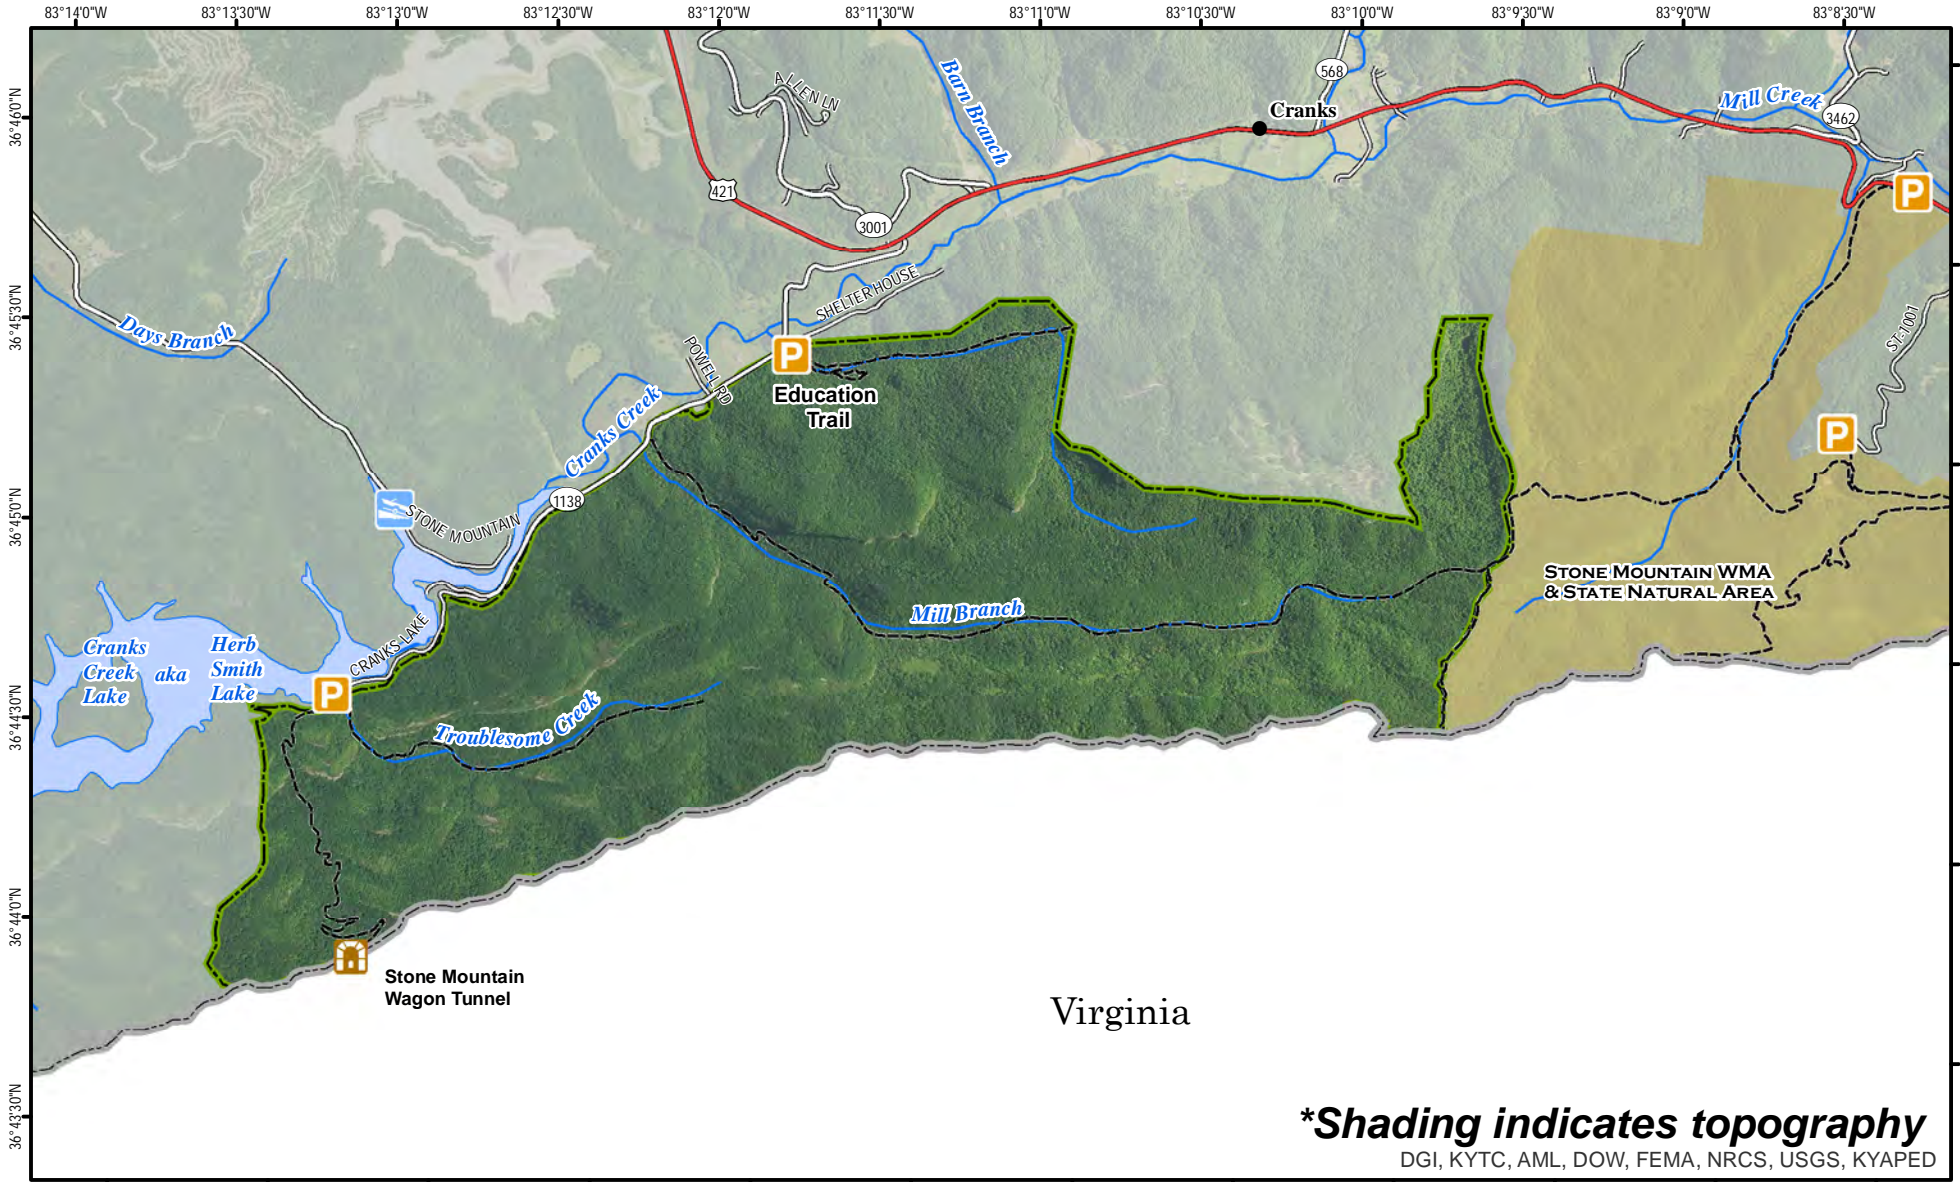 83°14'0"W
83°13'30"W
83°13'0"W
83°12'30"W
83°12'0"W
83°11'30"W
83°11'0"W
83°10'30"W
83°10'0"W
83°9'30"W
83°9'0"W
83°8'30"W
36°46'0"N
36°45'30"N
36°45'0"N
36°44'30"N
36°44'0"N
36°43'30"N
ALLEN LN
Barn Branch
568
Cranks
Mill Creek
3462
421
3001
P
SHELTER HOUSE
Days Branch
POWELL RD
P
Education
Trail
ST-1001
P
Cranks Creek
1138
STONE MOUNTAIN
STONE MOUNTAIN WMA
& STATE NATURAL AREA
Mill Branch
CRANKS LAKE
Cranks
Creek aka
Lake
Herb
Smith
Lake
P
Troublesome Creek
Stone Mountain
Wagon Tunnel
Virginia
*Shading indicates topography
DGI, KYTC, AML, DOW, FEMA, NRCS, USGS, KYAPED